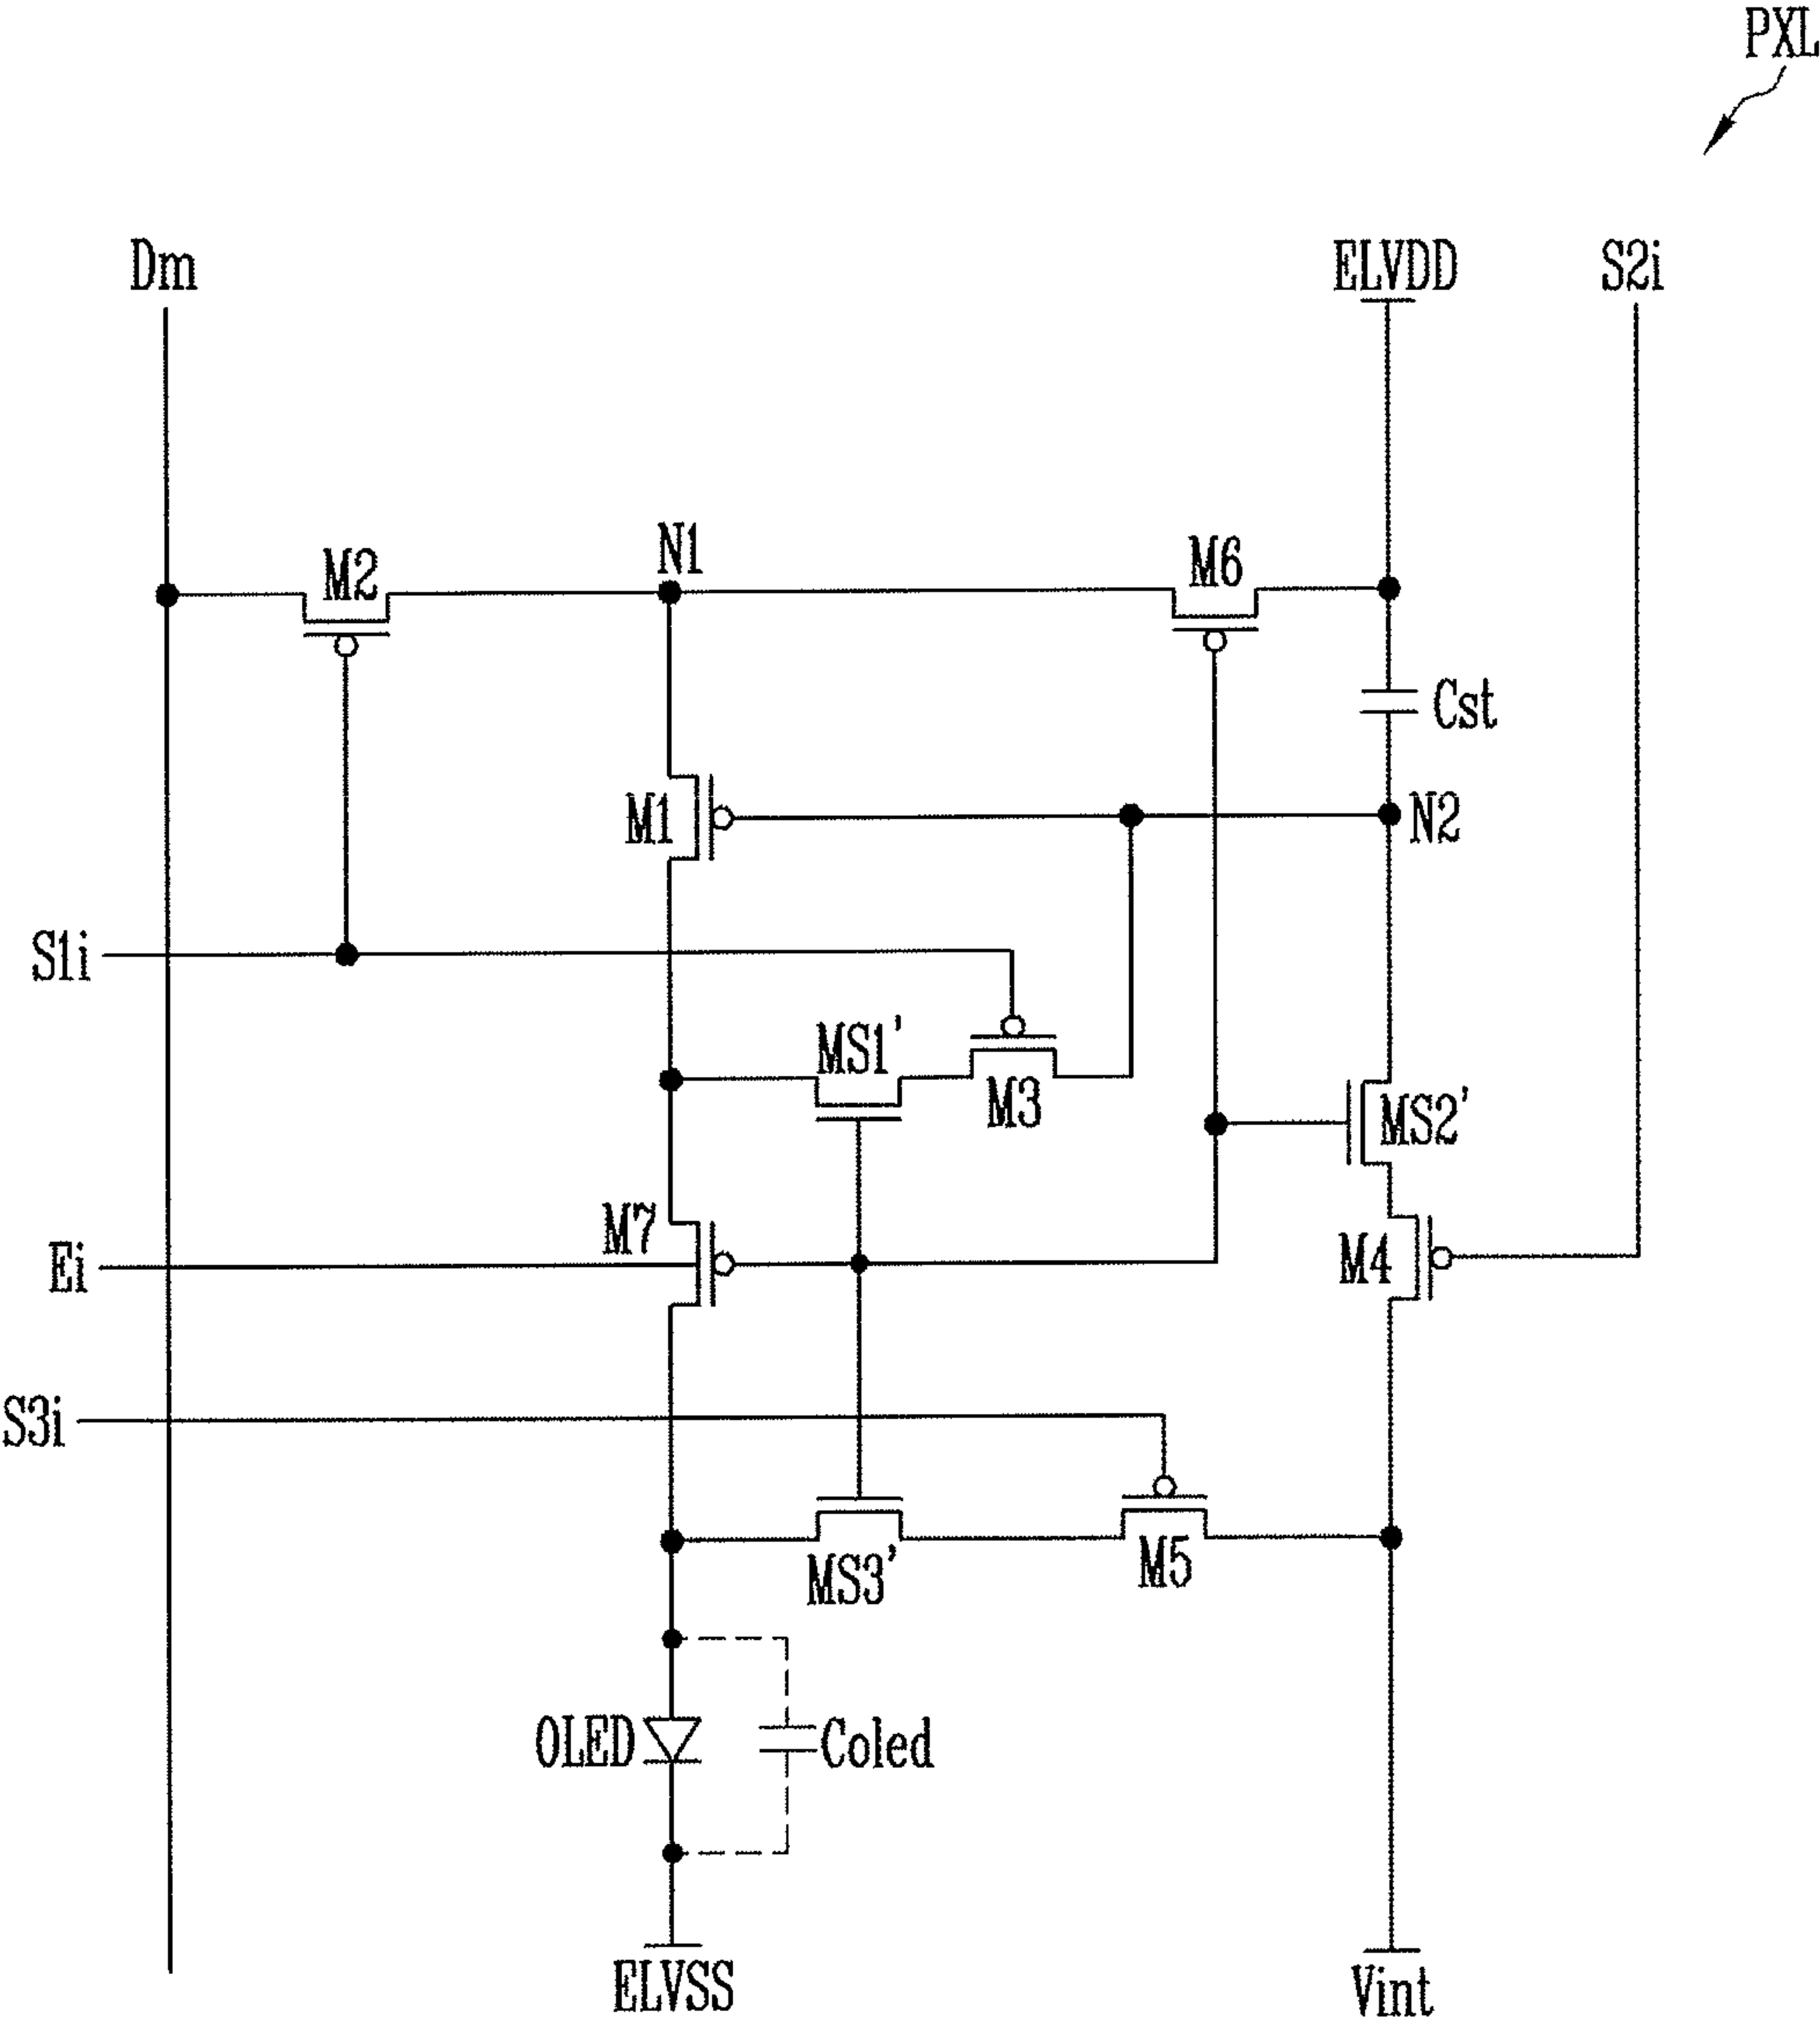 PXL
Dm
ELVDD
S2i
M2
N1
M6
Cst
M1
N2
S1i
MS1'
M3
MS2'
M7
Ei
M4
S3i
MS3'
M5
OLED
Coled
ELVSS
Vint